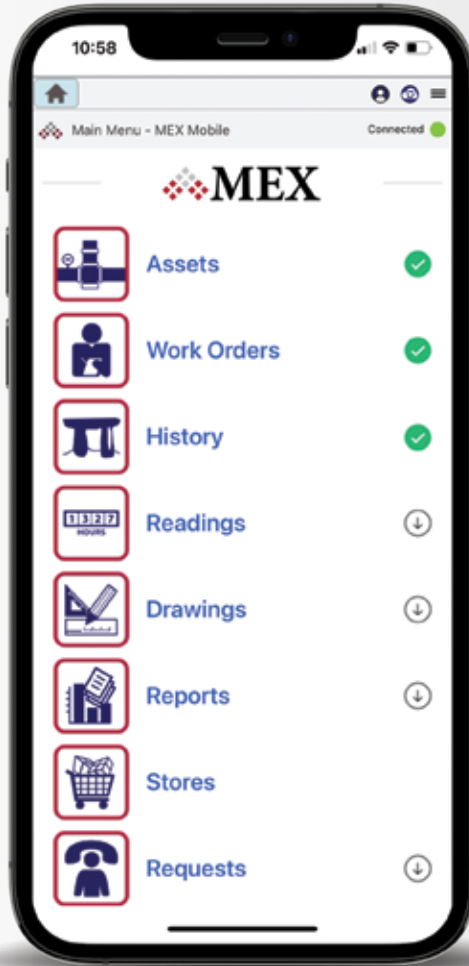 10:58
Main Menu - MEX Mobile
Connected
MEX
Assets
Work Orders
History
1327
HOURS
Readings
Drawings
Reports
Stores
Requests